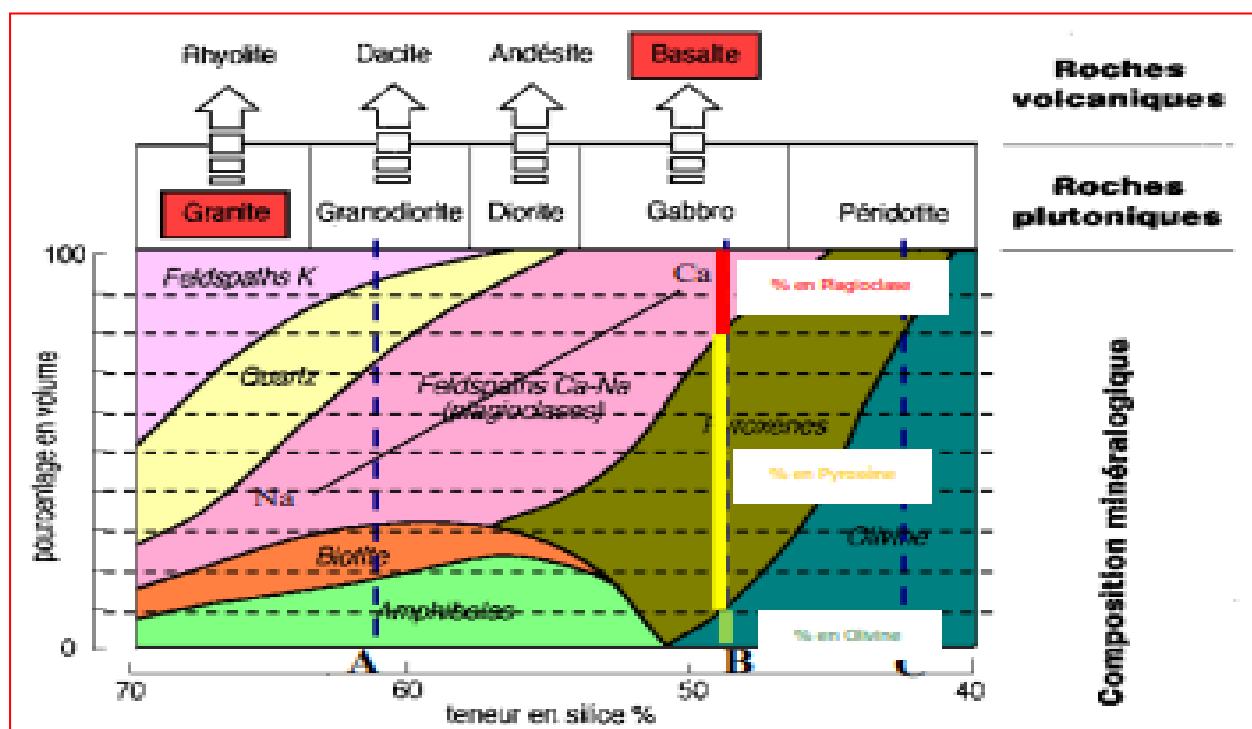 Rhyolite Dacite Andésite Basalte
Roches
volcaniques
Granite Granodiorite Diorite Gabbro Péridotite
Roches
plutoniques
100
Feldspaths K
Ca
% en Plagioclase
Quartz
Feldspaths Ca-Na
(plagioclases)
Pyroxènes
% en Pyroxène
Na
Olivine
Biotite
Amphiboles
% en Olivine
0
A B C
70 60 50 40
teneur en silice %
pourcentage en volume
Composition minéralogique